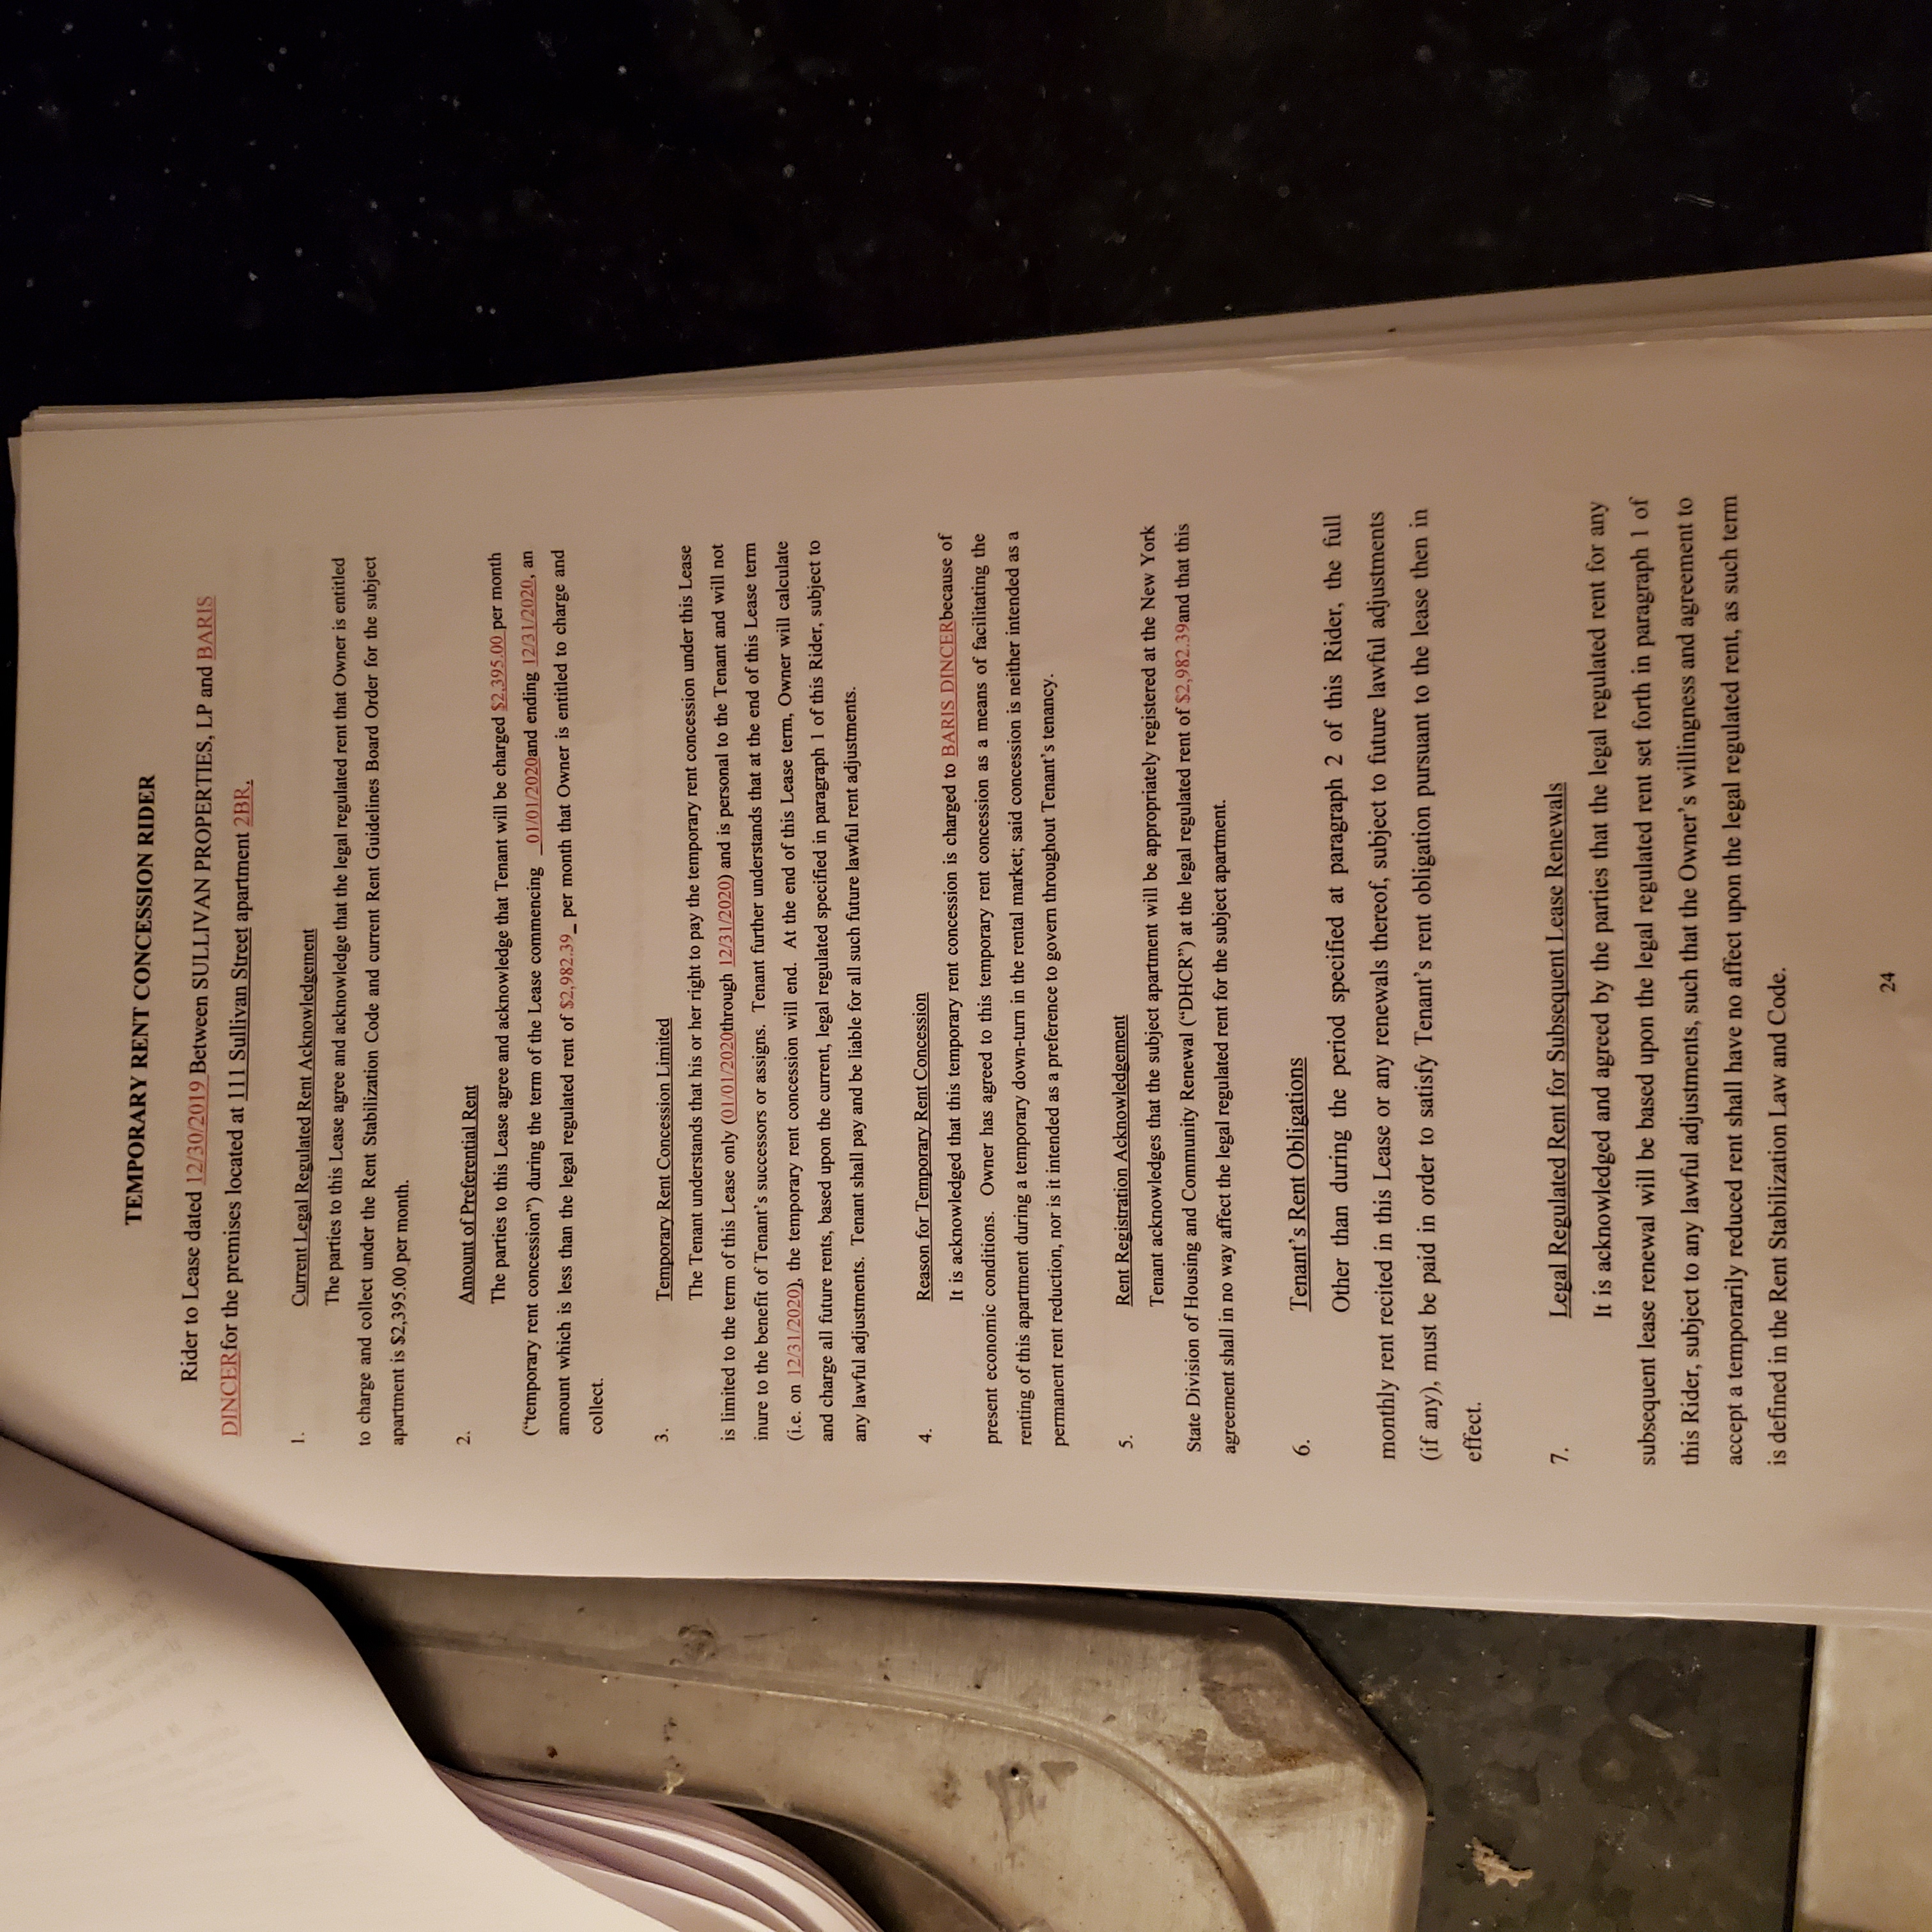 TEMPORARY RENT CONCESSION RIDER
Rider to Lease dated 12/30/2019 Between SULLIVAN PROPERTIES, LP and BARIS
DINCERfor the premises located at 111 Sullivan Street apartment 2BR.
1. Current Legal Regulated Rent Acknowledgement
The parties to this Lease agree and acknowledge that the legal regulated rent that Owner is entitled
to charge and collect under the Rent Stabilization Code and current Rent Guidelines Board Order for the subject
apartment is $2,395.00 per month.
2. Amount of Preferential Rent
The parties to this Lease agree and acknowledge that Tenant will be charged $2,395.00 per month
(“temporary rent concession”) during the term of the Lease commencing _01/01/2020and ending 12/31/2020, an
amount which is less than the legal regulated rent of $2,982.39_ per month that Owner is entitled to charge and
collect.
3. Temporary Rent Concession Limited
The Tenant understands that his or her right to pay the temporary rent concession under this Lease
is limited to the term of this Lease only (01/01/2020through 12/31/2020) and is personal to the Tenant and will not
inure to the benefit of Tenant’s successors or assigns. Tenant further understands that at the end of this Lease term
(i.e. on 12/31/2020), the temporary rent concession will end. At the end of this Lease term, Owner will calculate
and charge all future rents, based upon the current, legal regulated specified in paragraph 1 of this Rider, subject to
any lawful adjustments. Tenant shall pay and be liable for all such future lawful rent adjustments.
4. Reason for Temporary Rent Concession
It is acknowledged that this temporary rent concession is charged to BARIS DINCERbecause of
present economic conditions. Owner has agreed to this temporary rent concession as a means of facilitating the
renting of this apartment during a temporary down-turn in the rental market; said concession is neither intended as a
permanent rent reduction, nor is it intended as a preference to govern throughout Tenant’s tenancy.
5. Rent Registration Acknowledgement
Tenant acknowledges that the subject apartment will be appropriately registered at the New York
State Division of Housing and Community Renewal (“DHCR”) at the legal regulated rent of $2,982.39and that this
agreement shall in no way affect the legal regulated rent for the subject apartment.
6. Tenant’s Rent Obligations
Other than during the period specified at paragraph 2 of this Rider, the full
monthly rent recited in this Lease or any renewals thereof, subject to future lawful adjustments
(if any), must be paid in order to satisfy Tenant’s rent obligation pursuant to the lease then in
effect.
7. Legal Regulated Rent for Subsequent Lease Renewals
It is acknowledged and agreed by the parties that the legal regulated rent for any
subsequent lease renewal will be based upon the legal regulated rent set forth in paragraph 1 of
this Rider, subject to any lawful adjustments, such that the Owner’s willingness and agreement to
accept a temporarily reduced rent shall have no affect upon the legal regulated rent, as such term
is defined in the Rent Stabilization Law and Code.
24